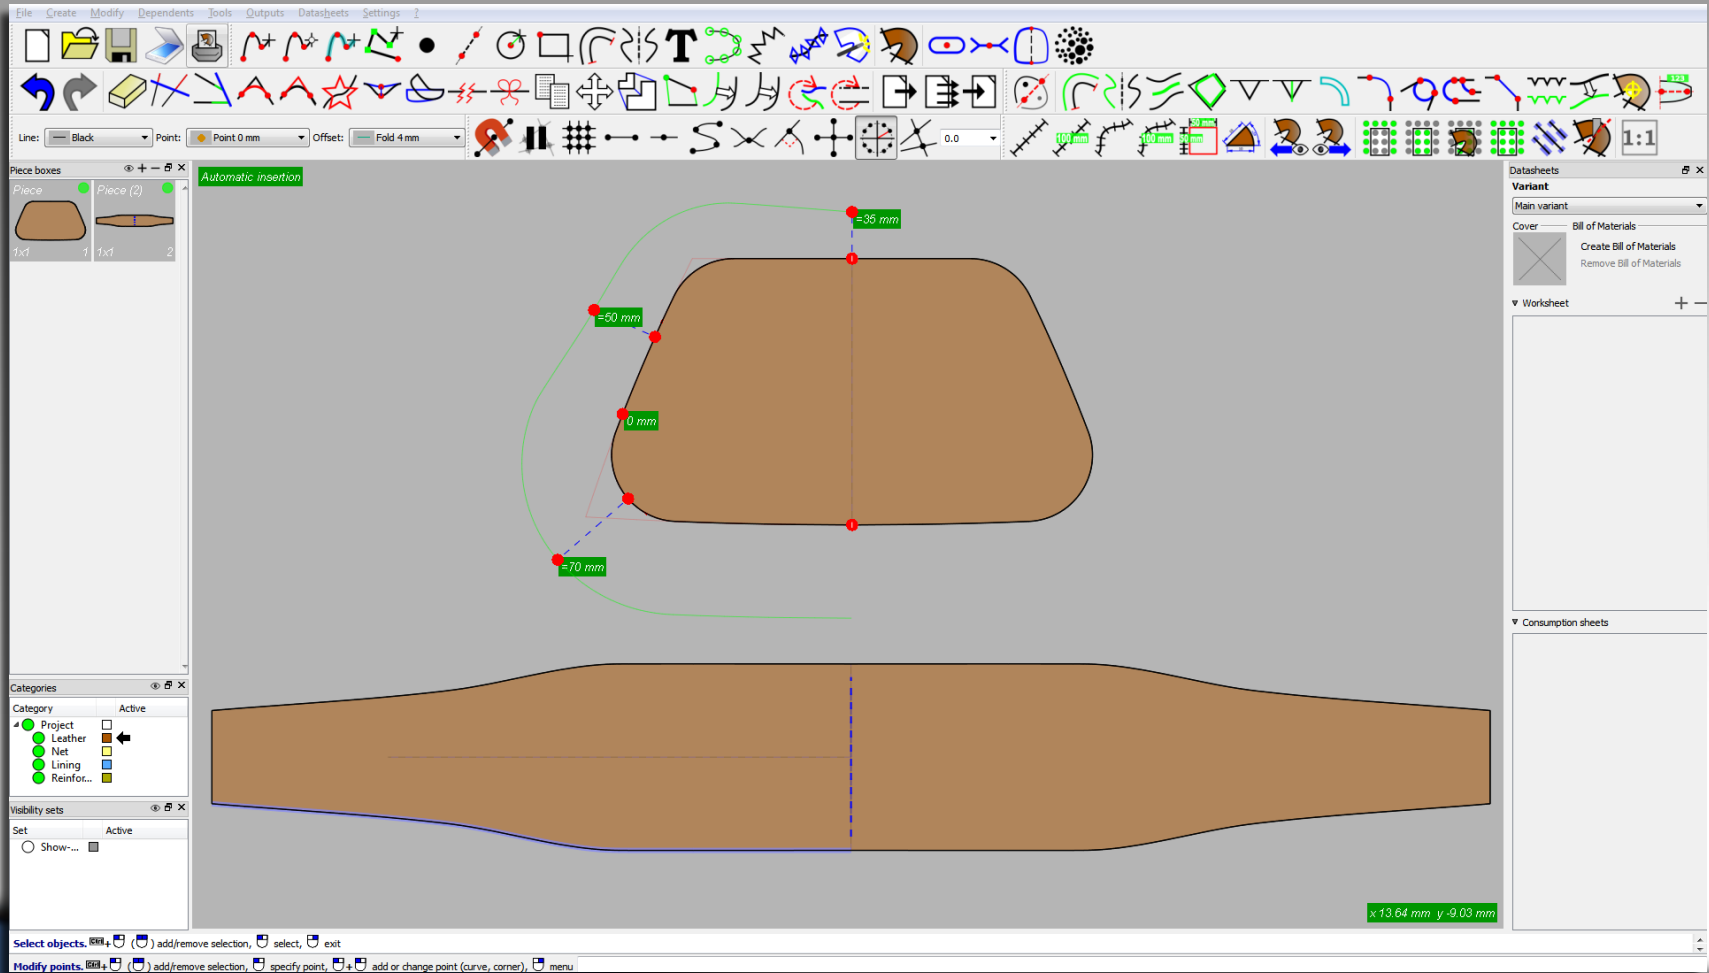 File Create Modify Dependents Tools Outputs Datasheets Settings ?
Line: Black Point: Point 0 mm Offset: Fold 4 mm 0.0 1:1
Piece boxes
Piece Piece (2)
1x1 1 1x1 2
Categories
Category Active
Project
Leather
Net
Lining
Reinfor...
Visibility sets
Set Active
Show-...
Automatic insertion
=35 mm
=50 mm
0 mm
=70 mm
x 13.64 mm y -9.03 mm
Datasheets
Variant
Main variant
Cover Bill of Materials
Create Bill of Materials
Remove Bill of Materials
Worksheet
Consumption sheets
Select objects. Ctrl+ ( ) add/remove selection, select, exit
Modify points. Ctrl+ ( ) add/remove selection, specify point, + add or change point (curve, corner), menu